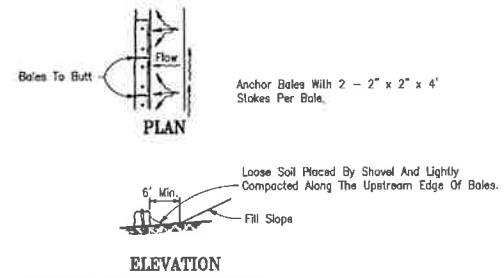 Flow
Bales To Butt
Anchor Bales With 2 - 2" x 2" x 4'
Stakes Per Bale.
PLAN
Loose Soil Placed By Shovel And Lightly
Compacted Along The Upstream Edge Of Bales.
6' Min.
Fill Slope
ELEVATION